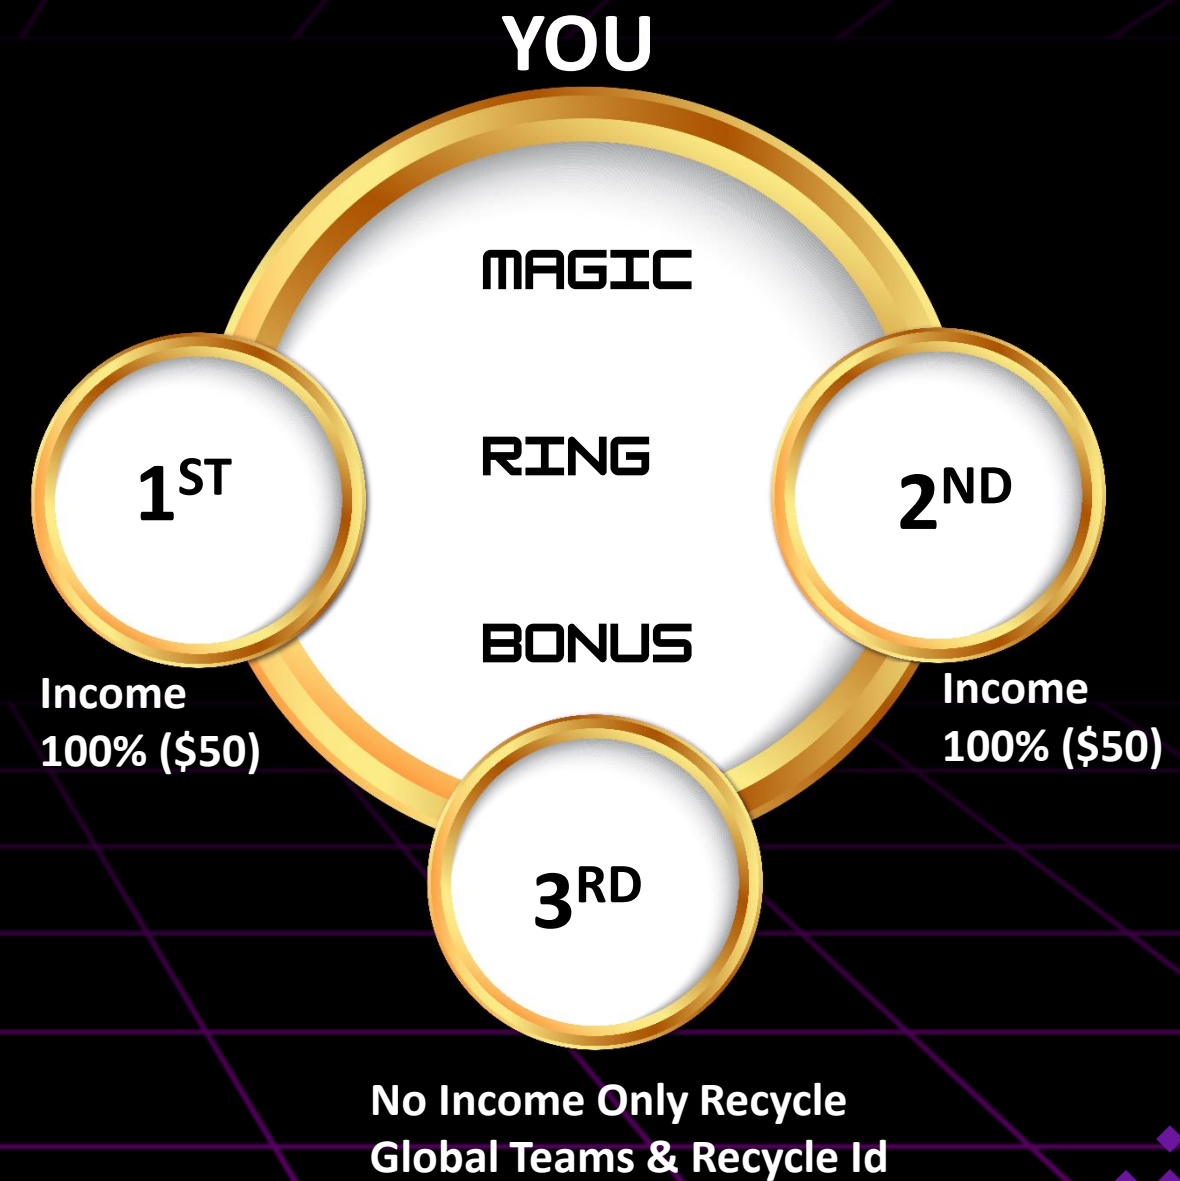 YOU
MAGIC
RING
BONUS
1ST
2ND
Income
100% ($50)
Income
100% ($50)
3RD
No Income Only Recycle
Global Teams & Recycle Id